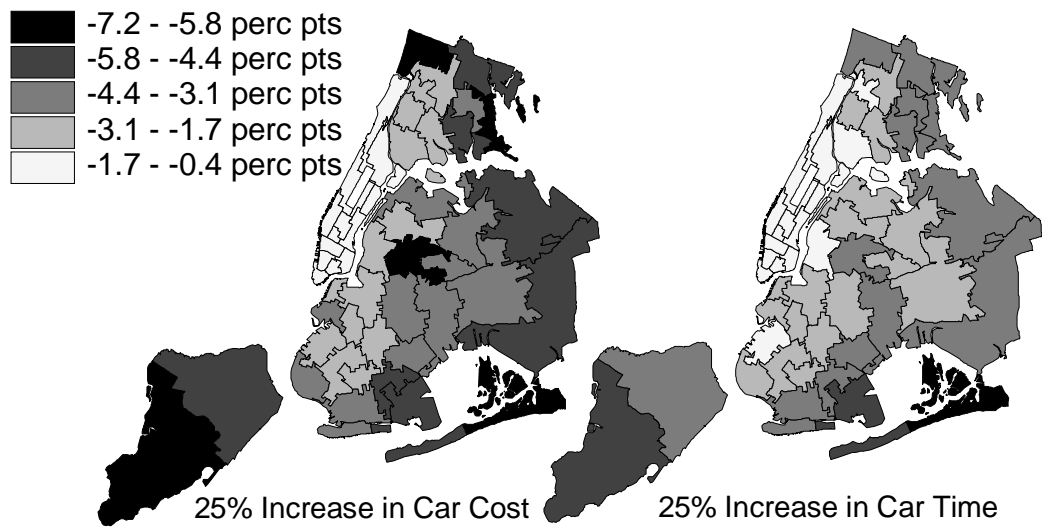 -7.2 - -5.8 perc pts
-5.8 - -4.4 perc pts
-4.4 - -3.1 perc pts
-3.1 - -1.7 perc pts
-1.7 - -0.4 perc pts
25% Increase in Car Cost
25% Increase in Car Time